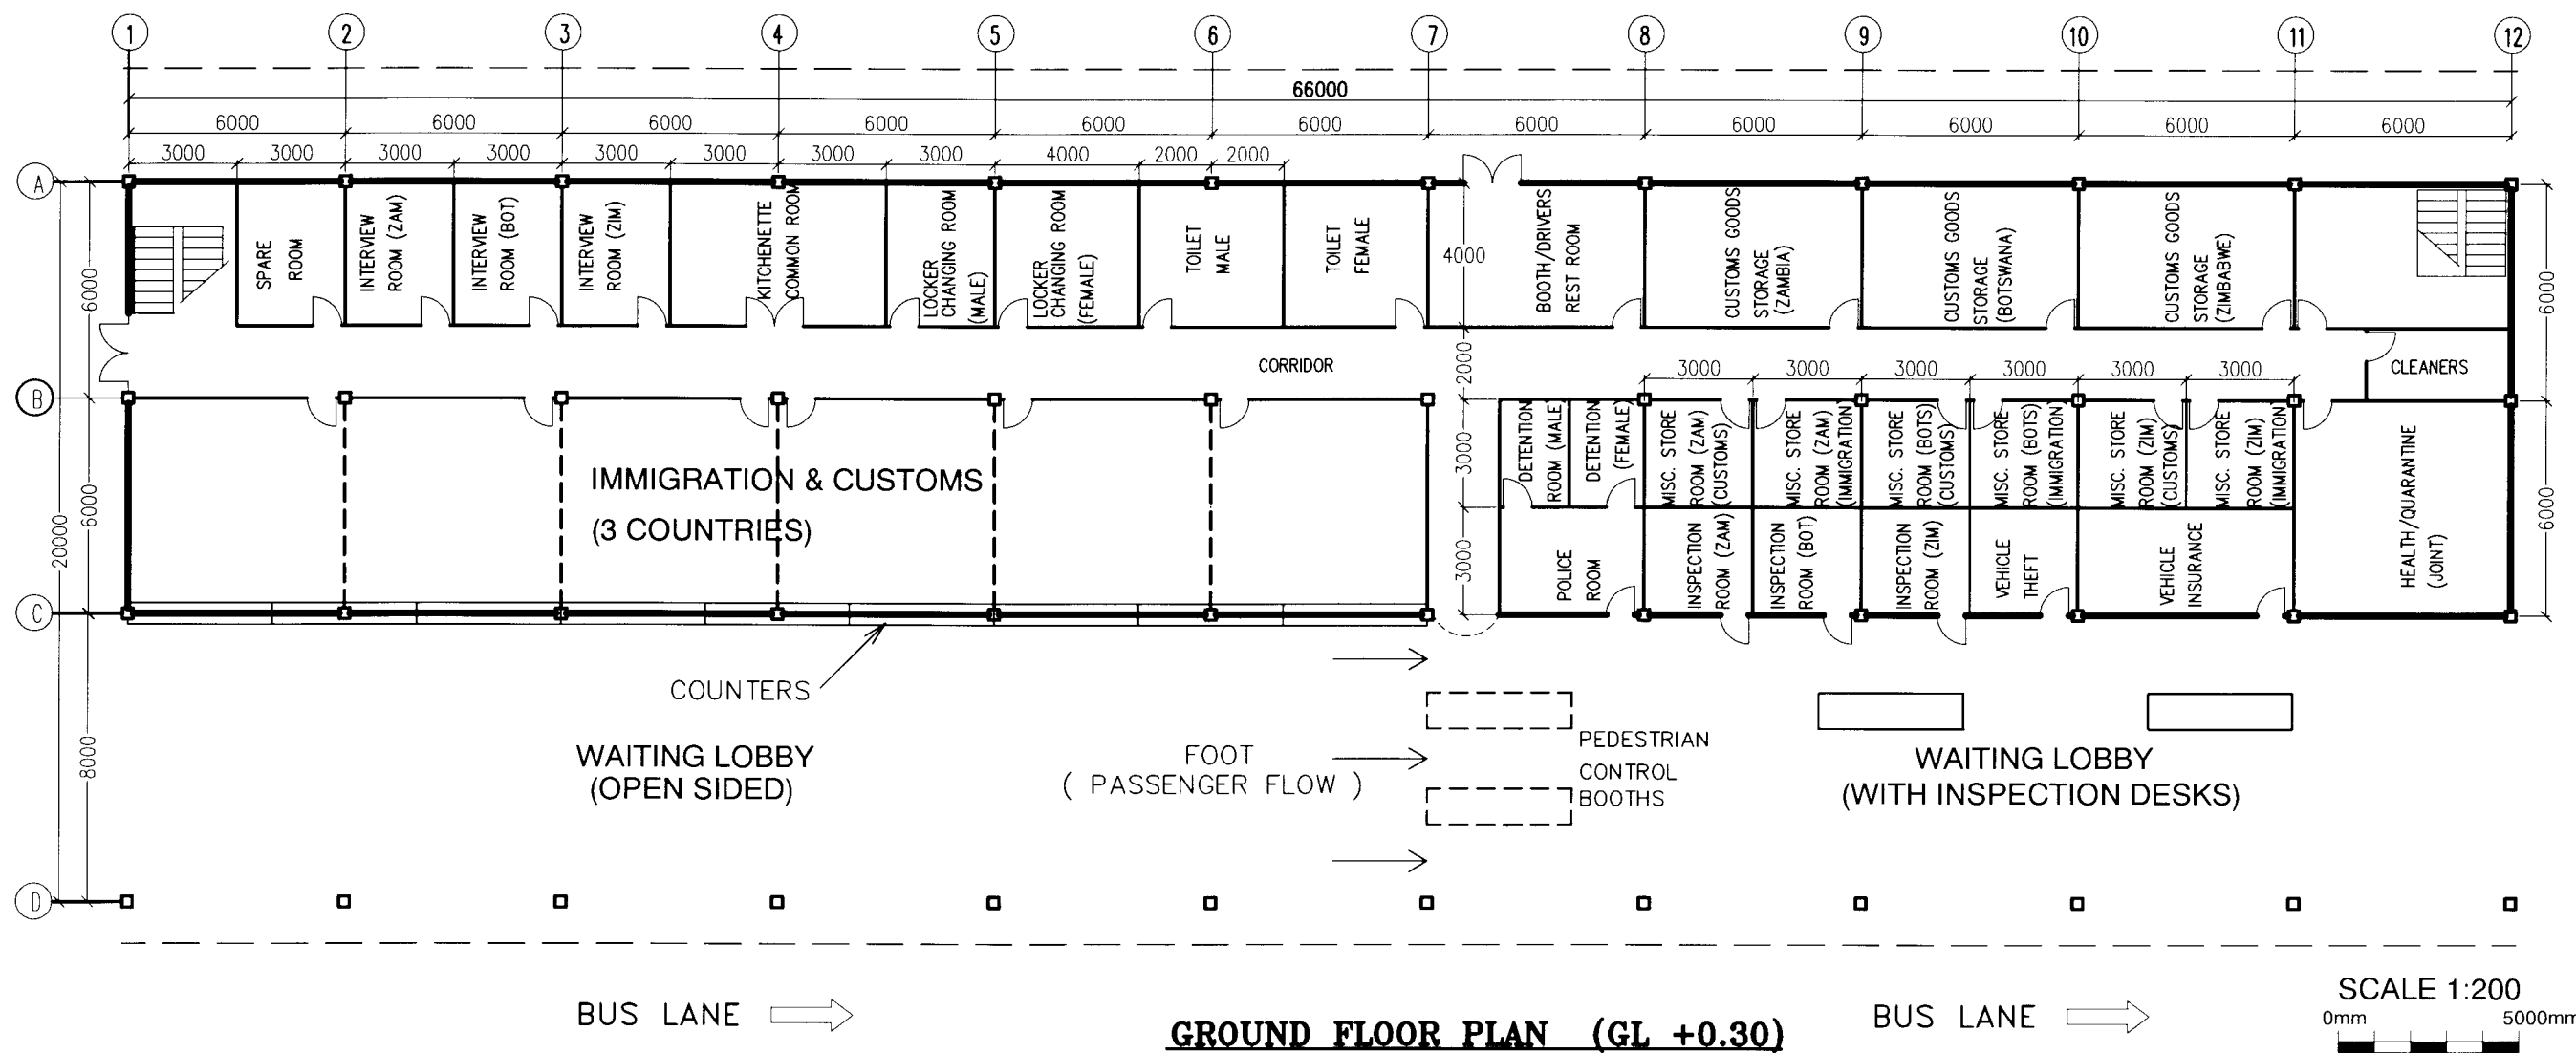 1 2 3 4 5 6 7 8 9 10 11 12
66000
6000 6000 6000 6000 6000 6000 6000 6000 6000 6000 6000
3000 3000 3000 3000 3000 3000 3000 3000 4000 2000 2000
A
B
C
D
20000
6000
6000
8000
SPARE
ROOM
INTERVIEW
ROOM (ZAM)
INTERVIEW
ROOM (BOT)
INTERVIEW
ROOM (ZIM)
KITCHENETTE
COMMON ROOM
LOCKER
CHANGING ROOM
(MALE)
LOCKER
CHANGING ROOM
(FEMALE)
TOILET
MALE
TOILET
FEMALE
4000
2000
3000
3000
BOOTH/DRIVERS
REST ROOM
CUSTOMS GOODS
STORAGE
(ZAMBIA)
CUSTOMS GOODS
STORAGE
(BOTSWANA)
CUSTOMS GOODS
STORAGE
(ZIMBABWE)
6000
6000
CORRIDOR
CLEANERS
3000 3000 3000 3000 3000 3000
IMMIGRATION & CUSTOMS
(3 COUNTRIES)
DETENTION
ROOM (MALE)
DETENTION
(FEMALE)
MISC. STORE
ROOM (ZAM)
(CUSTOMS)
MISC. STORE
ROOM (ZAM)
(IMMIGRATION)
MISC. STORE
ROOM (BOTS)
(CUSTOMS)
MISC. STORE
ROOM (BOTS)
(IMMIGRATION)
MISC. STORE
ROOM (ZIM)
(CUSTOMS)
MISC. STORE
ROOM (ZIM)
(IMMIGRATION)
HEALTH/QUARANTINE
(JOINT)
POLICE
ROOM
INSPECTION
ROOM (ZAM)
INSPECTION
ROOM (BOT)
INSPECTION
ROOM (ZIM)
VEHICLE
THEFT
VEHICLE
INSURANCE
COUNTERS
WAITING LOBBY
(OPEN SIDED)
FOOT
( PASSENGER FLOW )
PEDESTRIAN
CONTROL
BOOTHS
WAITING LOBBY
(WITH INSPECTION DESKS)
BUS LANE
BUS LANE
GROUND FLOOR PLAN (GL +0.30)
SCALE 1:200
0mm 5000mm